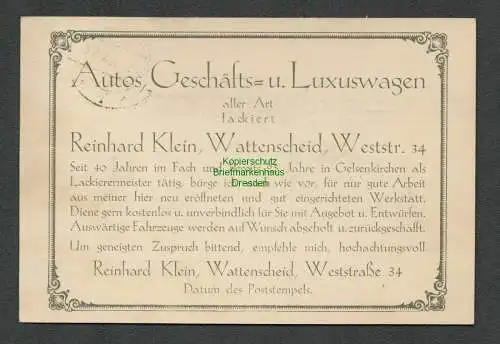 Autos, Geschäfts= u. Luxuswagen
aller Art
lackiert
Reinhard Klein, Wattenscheid, Weststr. 34
Kopierschutz
Seit 40 Jahren im Fach und Jahre in Gelsenkirchen als
Briefmarkenhaus
Lackierermeister tätig, bürge ich wie vor, für nur gute Arbeit
Dresden
aus meiner hier neu eröffneten und gut eingerichteten Werkstatt.
Diene gern kostenlos u. unverbindlich für Sie mit Angebot u. Entwürfen.
Auswärtige Fahrzeuge werden auf Wunsch abgeholt u. zurückgeschafft.
Um geneigten Zuspruch bittend, empfehle mich, hochachtungsvoll
Reinhard Klein, Wattenscheid, Weststraße 34
Datum des Poststempels.